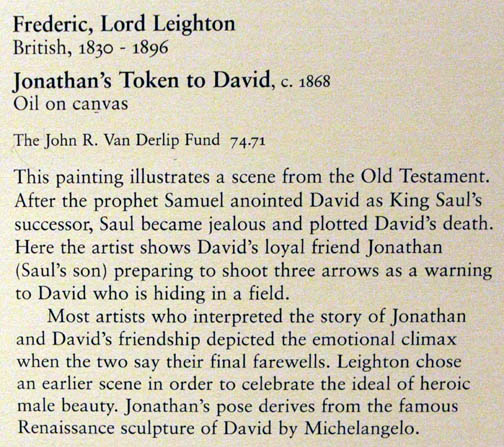 Frederic, Lord Leighton
British, 1830 - 1896
Jonathan's Token to David, c. 1868
Oil on canvas
The John R. Van Derlip Fund 74.71
This painting illustrates a scene from the Old Testament.
After the prophet Samuel anointed David as King Saul's
successor, Saul became jealous and plotted David's death.
Here the artist shows David's loyal friend Jonathan
(Saul's son) preparing to shoot three arrows as a warning
to David who is hiding in a field.
Most artists who interpreted the story of Jonathan
and David's friendship depicted the emotional climax
when the two say their final farewells. Leighton chose
an earlier scene in order to celebrate the ideal of heroic
male beauty. Jonathan's pose derives from the famous
Renaissance sculpture of David by Michelangelo.